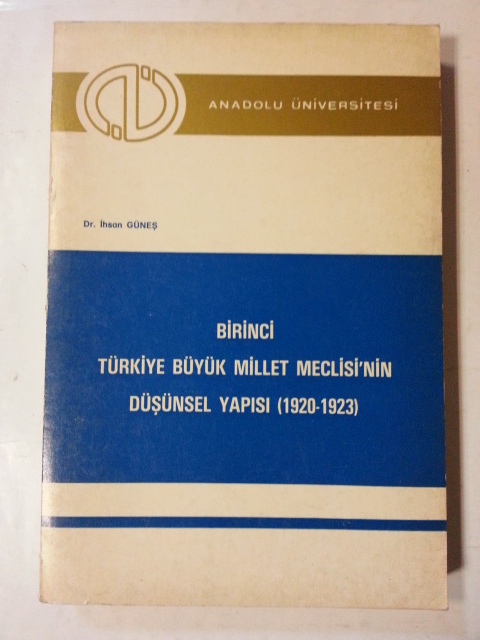 ANADOLU ÜNİVERSİTESİ
Dr. İhsan GÜNEŞ
BİRİNCİ
TÜRKİYE BÜYÜK MİLLET MECLİSİ'NİN
DÜŞÜNSEL YAPISI (1920-1923)